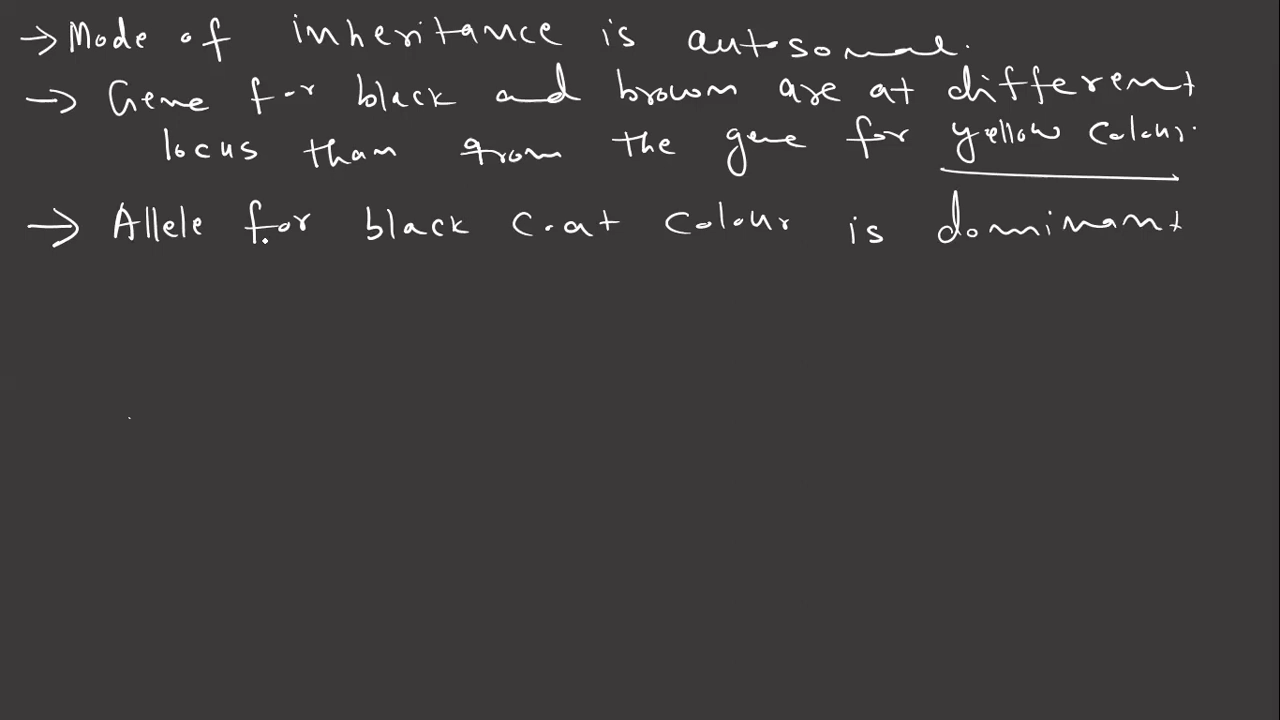 → Mode of inheritance is autosomal.
→ Gene for black and brown are at different
locus than from the gene for yellow colour.
→ Allele for black coat colour is dominant